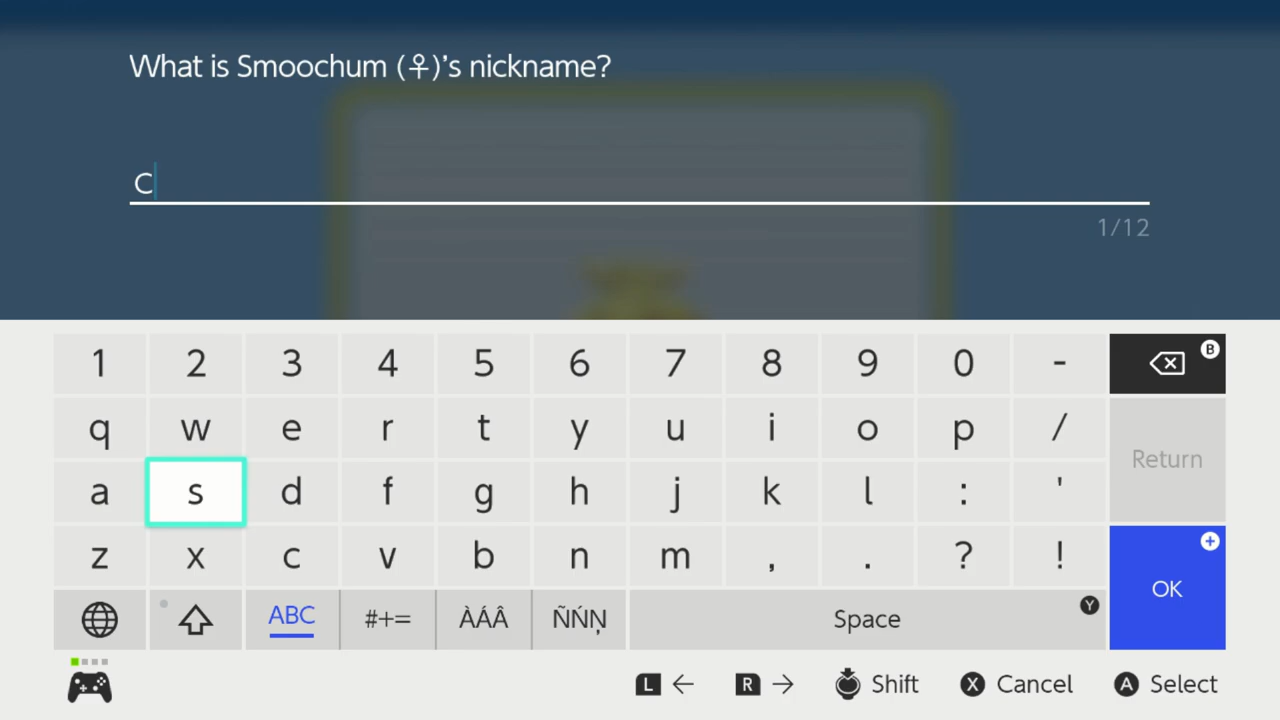 What is Smoochum (♀)'s nickname?
C
1/12
1 2 3 4 5 6 7 8 9 0 - B
q w e r t y u i o p / Return
a s d f g h j k l : '
z x c v b n m , . ? ! + OK
ABC #+= ÀÁÂ ÑŃŅ Space Y
L ← R → Shift X Cancel A Select